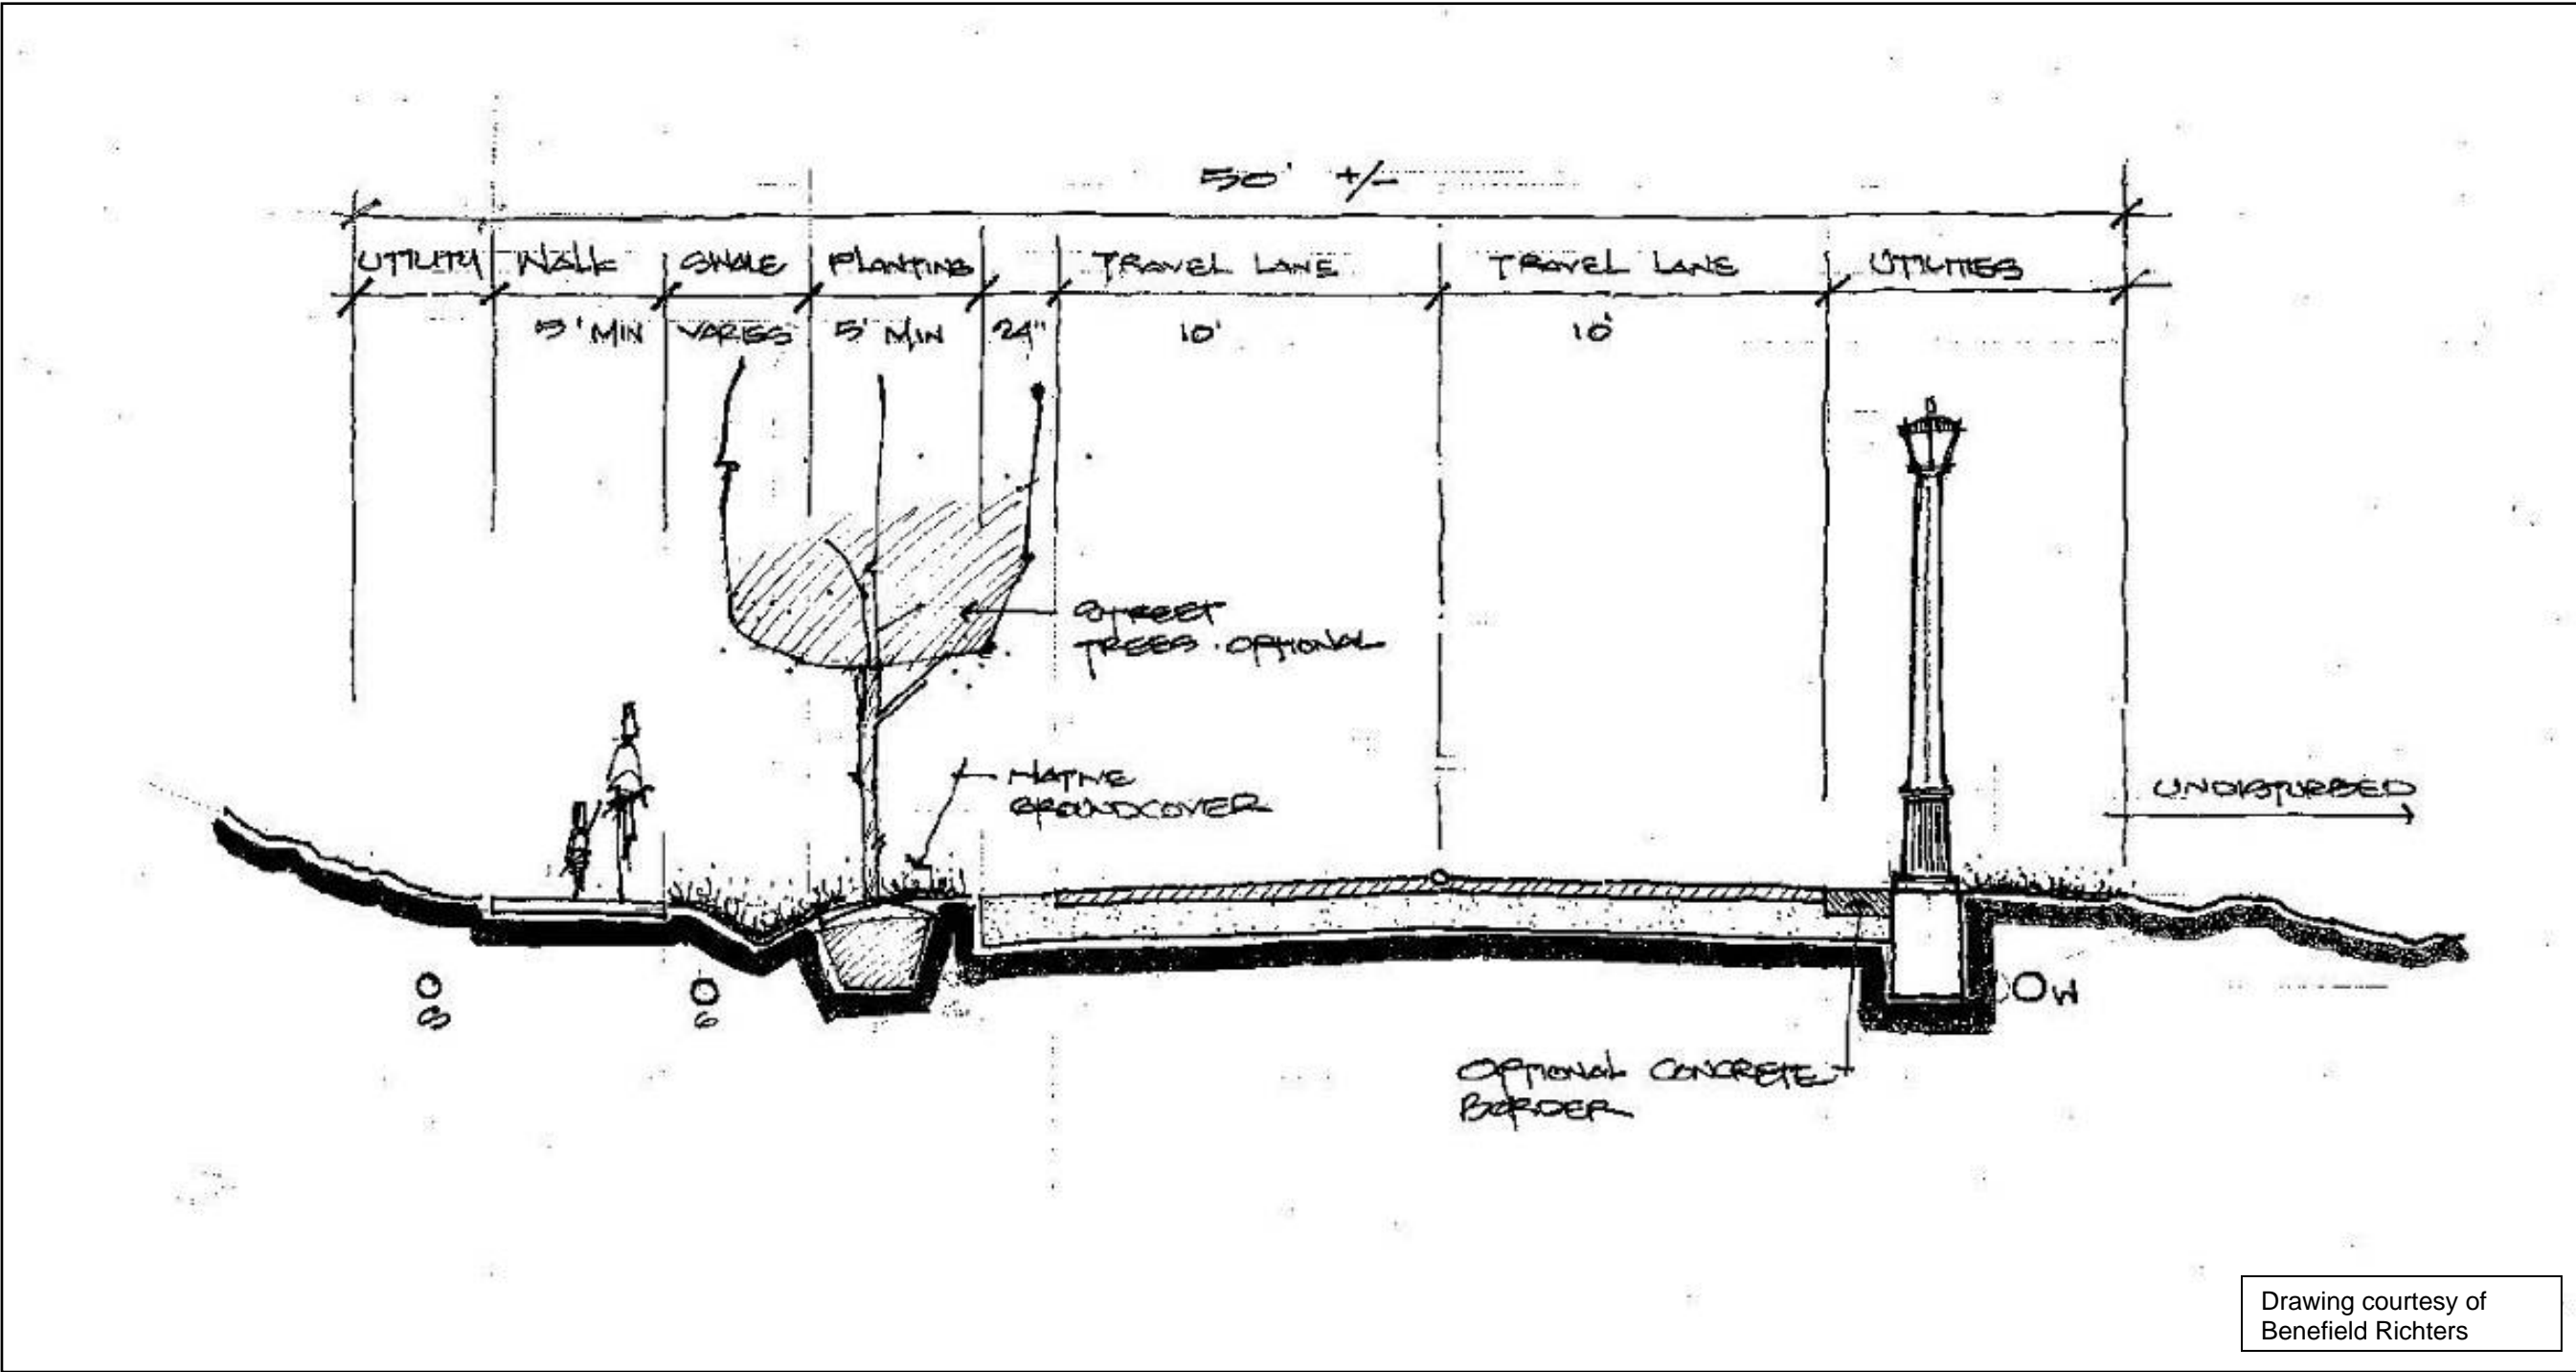 50' +/-
UTILITY WALK SWALE PLANTING TRAVEL LANE TRAVEL LANE UTILITIES
5' MIN VARIES 5' MIN 24" 10' 10'
STREET
TREES. OPTIONAL
NATIVE
GROUNDCOVER
UNDISTURBED
S
G
W
OPTIONAL CONCRETE
BORDER
Drawing courtesy of
Benefield Richters